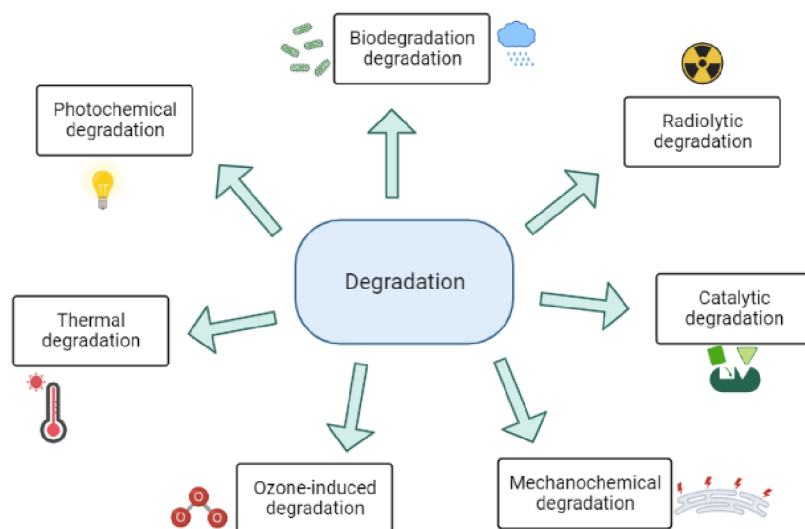 Biodegradation
degradation
Photochemical
degradation
Radiolytic
degradation
Degradation
Thermal
degradation
Catalytic
degradation
Ozone-induced
degradation
Mechanochemical
degradation
O
O
O